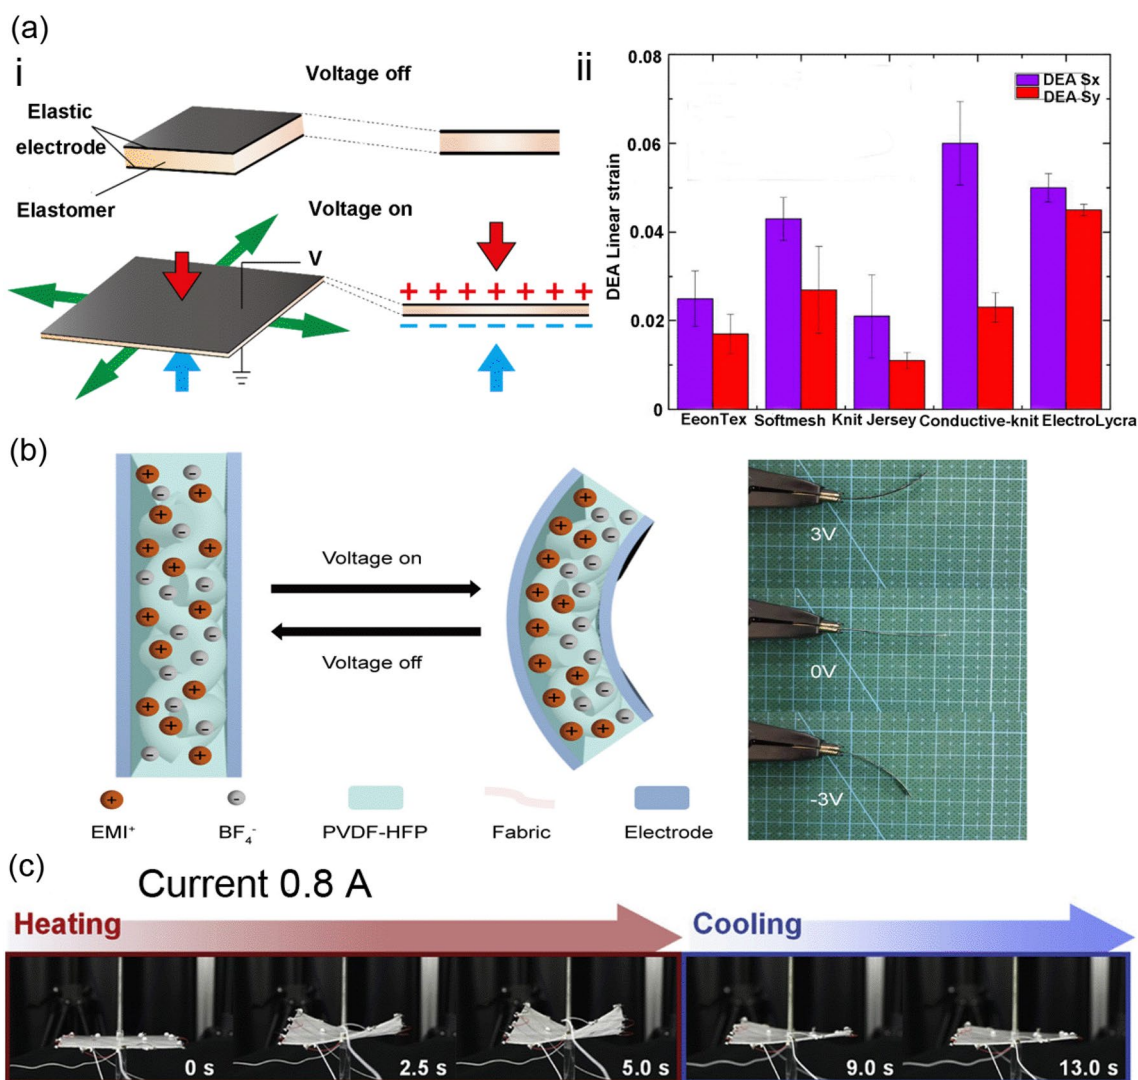 (a)
i
Voltage off
Elastic
electrode
Elastomer
Voltage on
V
+ + + + + + +
− − − − − − −
ii
0.08
0.06
0.04
0.02
0
DEA Linear strain
DEA Sx
DEA Sy
EeonTex Softmesh Knit Jersey Conductive-knit ElectroLycra
(b)
Voltage on
Voltage off
3V
0V
-3V
EMI⁺ BF₄⁻ PVDF-HFP Fabric Electrode
(c)
Current 0.8 A
Heating Cooling
0 s 2.5 s 5.0 s 9.0 s 13.0 s